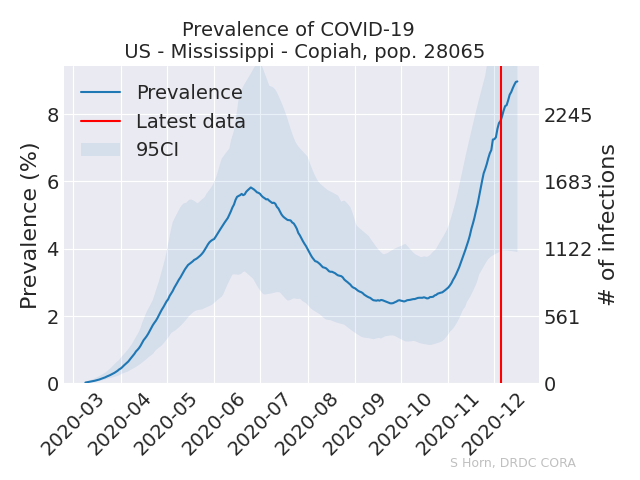 Prevalence of COVID-19
US - Mississippi - Copiah, pop. 28065
Prevalence
Latest data
95CI
Prevalence (%)
8
6
4
2
0
2245
1683
1122
561
0
# of infections
2020-03
2020-04
2020-05
2020-06
2020-07
2020-08
2020-09
2020-10
2020-11
2020-12
S Horn, DRDC CORA